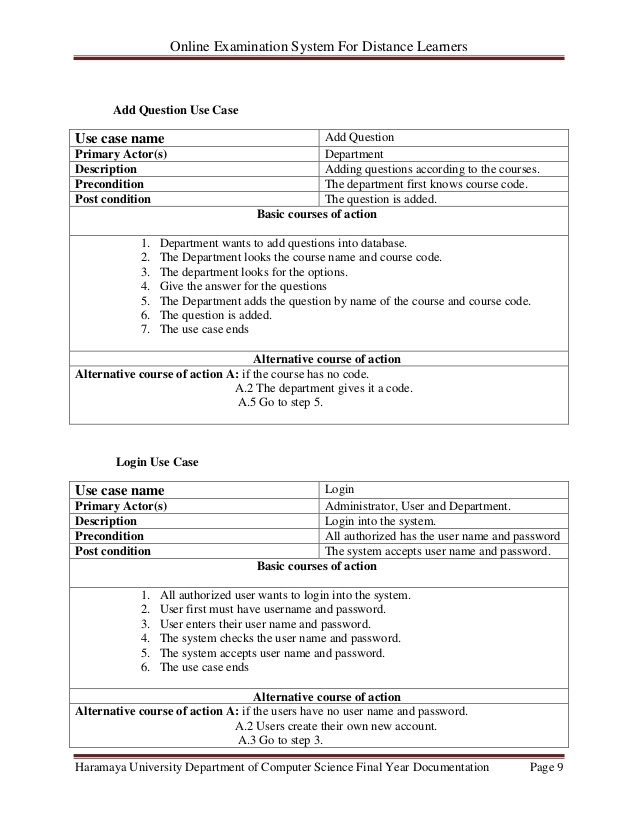 Online Examination System For Distance Learners
Add Question Use Case
Use case name Add Question
Primary Actor(s) Department
Description Adding questions according to the courses.
Precondition The department first knows course code.
Post condition The question is added.
Basic courses of action
1. Department wants to add questions into database.
2. The Department looks the course name and course code.
3. The department looks for the options.
4. Give the answer for the questions
5. The Department adds the question by name of the course and course code.
6. The question is added.
7. The use case ends
Alternative course of action
Alternative course of action A: if the course has no code.
A.2 The department gives it a code.
A.5 Go to step 5.
Login Use Case
Use case name Login
Primary Actor(s) Administrator, User and Department.
Description Login into the system.
Precondition All authorized has the user name and password
Post condition The system accepts user name and password.
Basic courses of action
1. All authorized user wants to login into the system.
2. User first must have username and password.
3. User enters their user name and password.
4. The system checks the user name and password.
5. The system accepts user name and password.
6. The use case ends
Alternative course of action
Alternative course of action A: if the users have no user name and password.
A.2 Users create their own new account.
A.3 Go to step 3.
Haramaya University Department of Computer Science Final Year Documentation Page 9